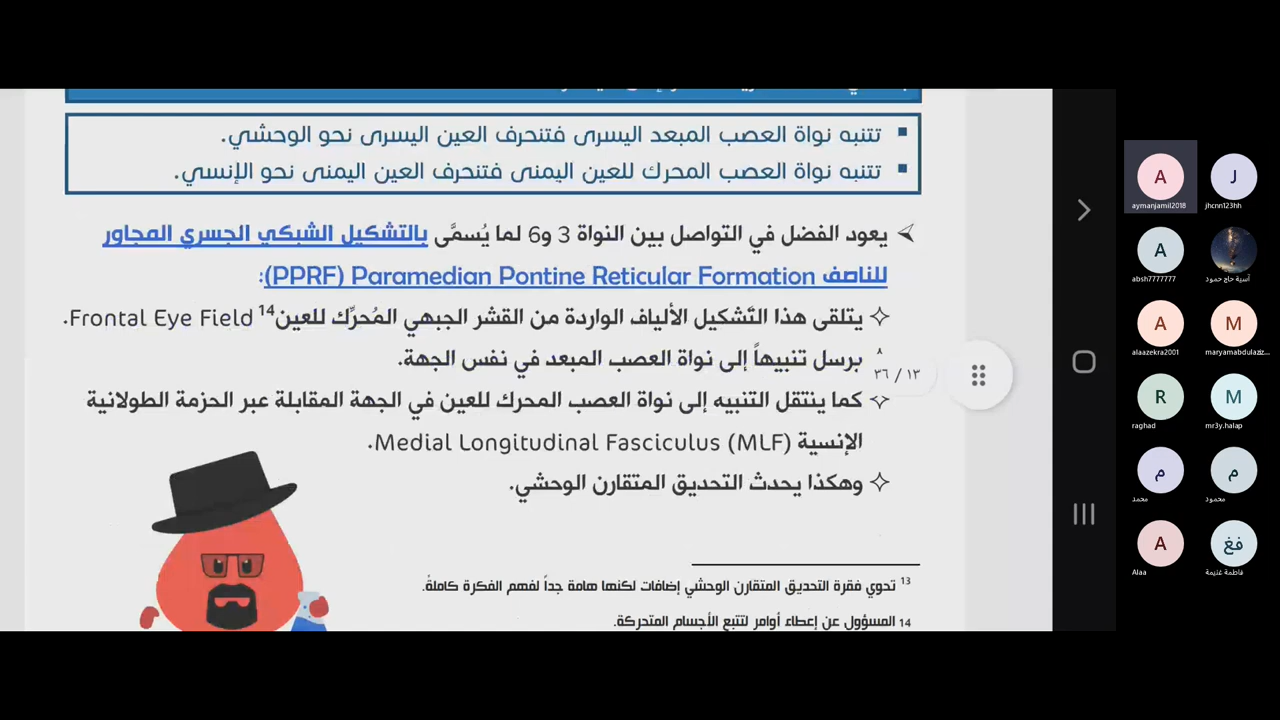 تتنبه نواة العصب المبعد اليسرى فتنحرف العين اليسرى نحو الوحشي.
تتنبه نواة العصب المحرك للعين اليمنى فتنحرف العين اليمنى نحو الإنسي.
يعود الفضل في التواصل بين النواة 3 و6 لما يُسمَّى بالتشكيل الشبكي الجسري المجاور
للناصف Paramedian Pontine Reticular Formation (PPRF):
يتلقى هذا التَّشكيل الألياف الواردة من القشر الجبهي المُحرِّك للعين¹⁴ Frontal Eye Field.
يرسل تنبيهاً إلى نواة العصب المبعد في نفس الجهة.
١٣ / ٣٦
كما ينتقل التنبيه إلى نواة العصب المحرك للعين في الجهة المقابلة عبر الحزمة الطولانية
الإنسية Medial Longitudinal Fasciculus (MLF).
وهكذا يحدث التحديق المتقارن الوحشي.
¹³ تحوي فقرة التحديق المتقارن الوحشي إضافات لكنها هامة جداً لفهم الفكرة كاملةً.
¹⁴ المسؤول عن إعطاء أوامر لتتبع الأجسام المتحركة.
A
aymanjamil2018
J
jhcnn123hh
A
absh7777777
آسية حاج حمود
A
alaazekra2001
M
maryamabdulaziz...
R
raghad
M
mr3y.halap
م
محمد
م
محمود
A
Alaa
فغ
فاطمة غنيمة